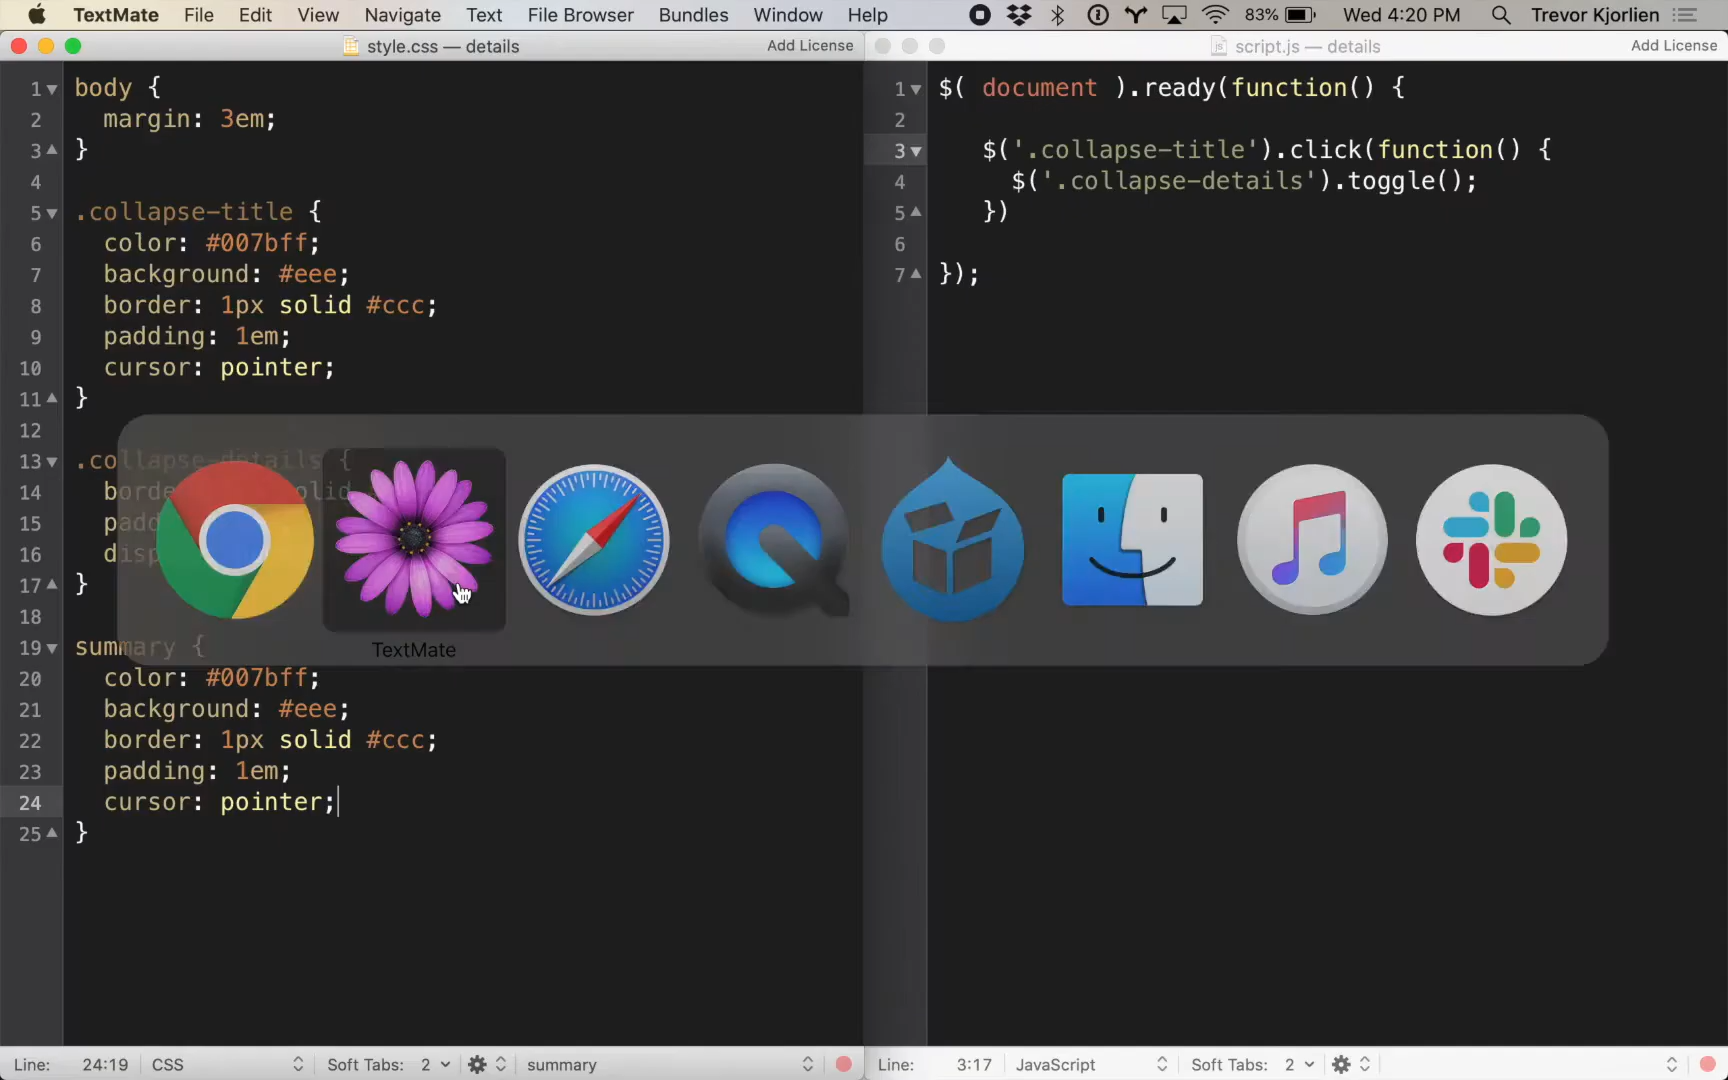 TextMate File Edit View Navigate Text File Browser Bundles Window Help 83% Wed 4:20 PM Trevor Kjorlien
style.css — details Add License
1 body {
2 margin: 3em;
3 }
4
5 .collapse-title {
6 color: #007bff;
7 background: #eee;
8 border: 1px solid #ccc;
9 padding: 1em;
10 cursor: pointer;
11 }
12
13 .collapse-details {
14 borde olid
15 padd
16 disp
17 }
18
19 summary {
20 color: #007bff;
21 background: #eee;
22 border: 1px solid #ccc;
23 padding: 1em;
24 cursor: pointer;
25 }
Line: 24:19 CSS Soft Tabs: 2 summary
script.js — details Add License
1 $( document ).ready(function() {
2
3 $('.collapse-title').click(function() {
4 $('.collapse-details').toggle();
5 })
6
7 });
Line: 3:17 JavaScript Soft Tabs: 2
TextMate